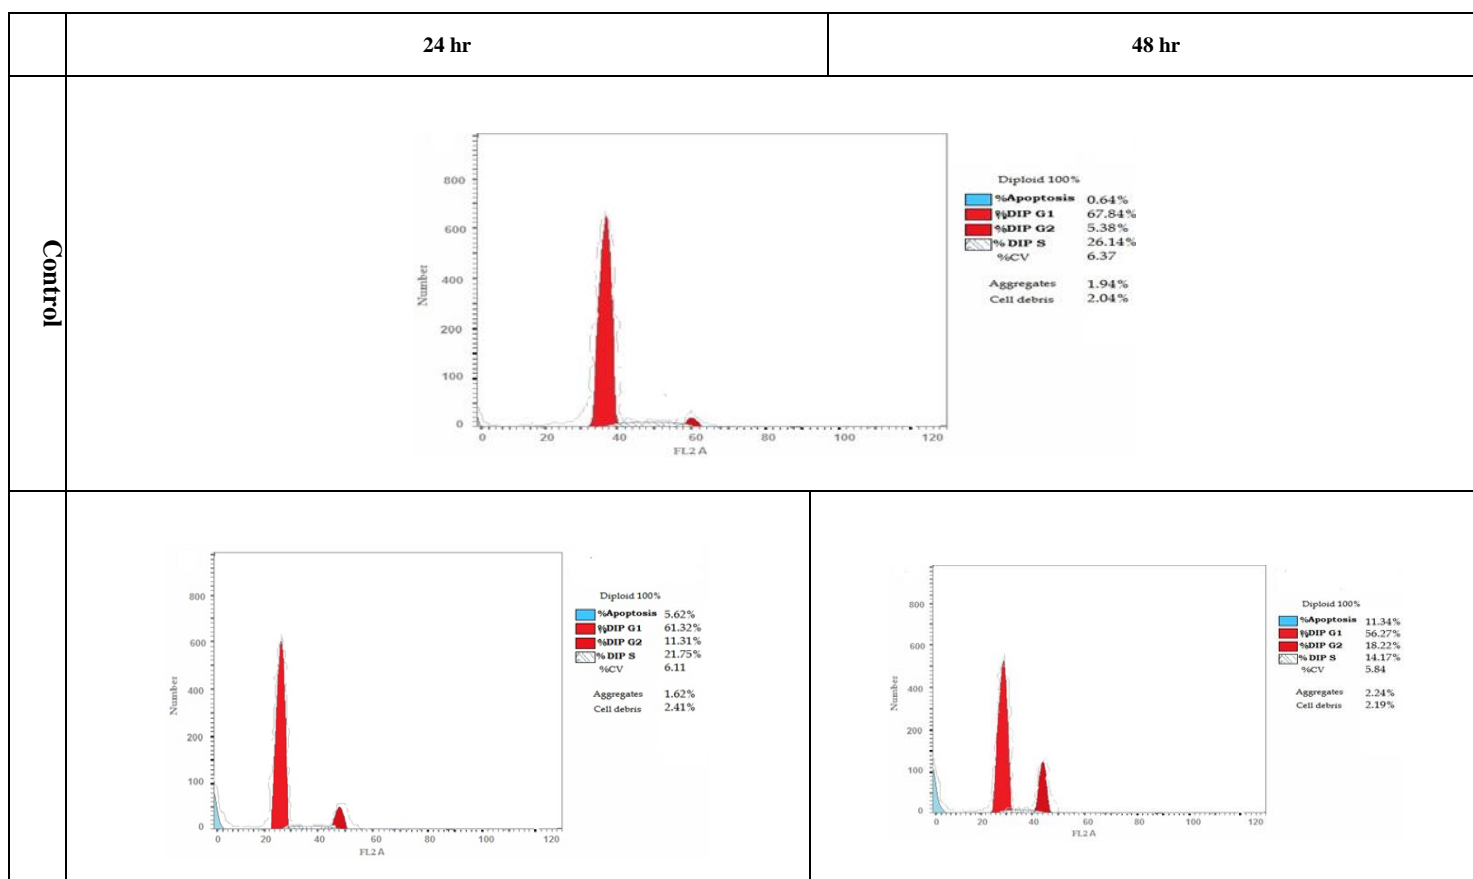 24 hr
48 hr
Control
Number
800
600
400
200
100
0
0 20 40 60 80 100 120
FL2A
Diploid 100%
%Apoptosis 0.64%
%DIP G1 67.84%
%DIP G2 5.38%
% DIP S 26.14%
%CV 6.37
Aggregates 1.94%
Cell debris 2.04%
Number
800
600
400
200
100
0
0 20 40 60 80 100 120
FL2A
Diploid 100%
%Apoptosis 5.62%
%DIP G1 61.32%
%DIP G2 11.31%
% DIP S 21.75%
%CV 6.11
Aggregates 1.62%
Cell debris 2.41%
Number
800
600
400
200
100
0
0 20 40 60 80 100 120
FL2A
Diploid 100%
%Apoptosis 11.34%
%DIP G1 56.27%
%DIP G2 18.22%
% DIP S 14.17%
%CV 5.84
Aggregates 2.24%
Cell debris 2.19%